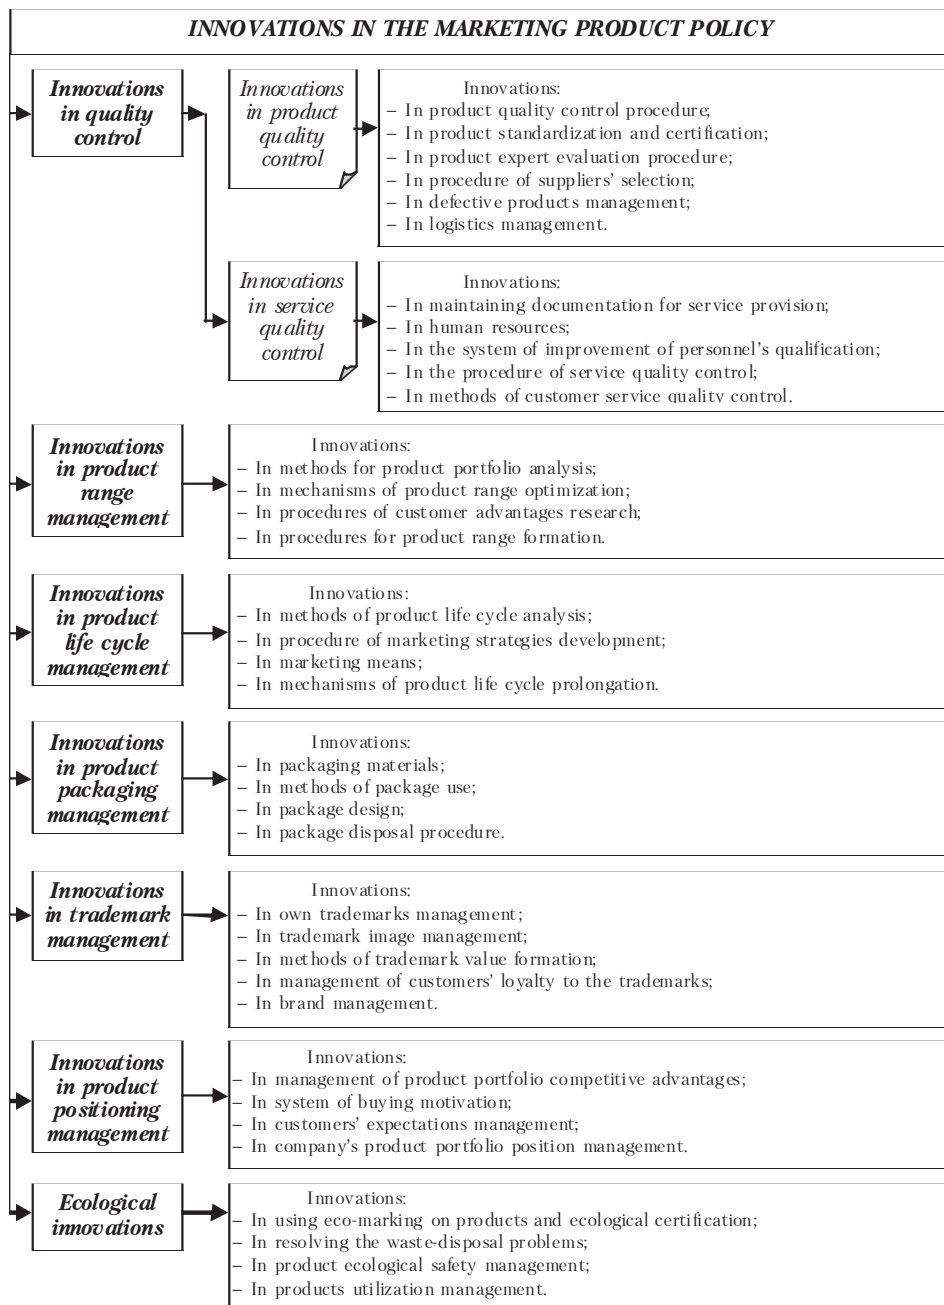 INNOVATIONS IN THE MARKETING PRODUCT POLICY
Innovations
in quality
control
Innovations
in product
quality
control
Innovations:
– In product quality control procedure;
– In product standardization and certification;
– In product expert evaluation procedure;
– In procedure of suppliers’ selection;
– In defective products management;
– In logistics management.
Innovations
in service
quality
control
Innovations:
– In maintaining documentation for service provision;
– In human resources;
– In the system of improvement of personnel’s qualification;
– In the procedure of service quality control;
– In methods of customer service quality control.
Innovations
in product
range
management
Innovations:
– In methods for product portfolio analysis;
– In mechanisms of product range optimization;
– In procedures of customer advantages research;
– In procedures for product range formation.
Innovations
in product
life cycle
management
Innovations:
– In methods of product life cycle analysis;
– In procedure of marketing strategies development;
– In marketing means;
– In mechanisms of product life cycle prolongation.
Innovations
in product
packaging
management
Innovations:
– In packaging materials;
– In methods of package use;
– In package design;
– In package disposal procedure.
Innovations
in trademark
management
Innovations:
– In own trademarks management;
– In trademark image management;
– In methods of trademark value formation;
– In management of customers’ loyalty to the trademarks;
– In brand management.
Innovations
in product
positioning
management
Innovations:
– In management of product portfolio competitive advantages;
– In system of buying motivation;
– In customers’ expectations management;
– In company’s product portfolio position management.
Ecological
innovations
Innovations:
– In using eco-marking on products and ecological certification;
– In resolving the waste-disposal problems;
– In product ecological safety management;
– In products utilization management.